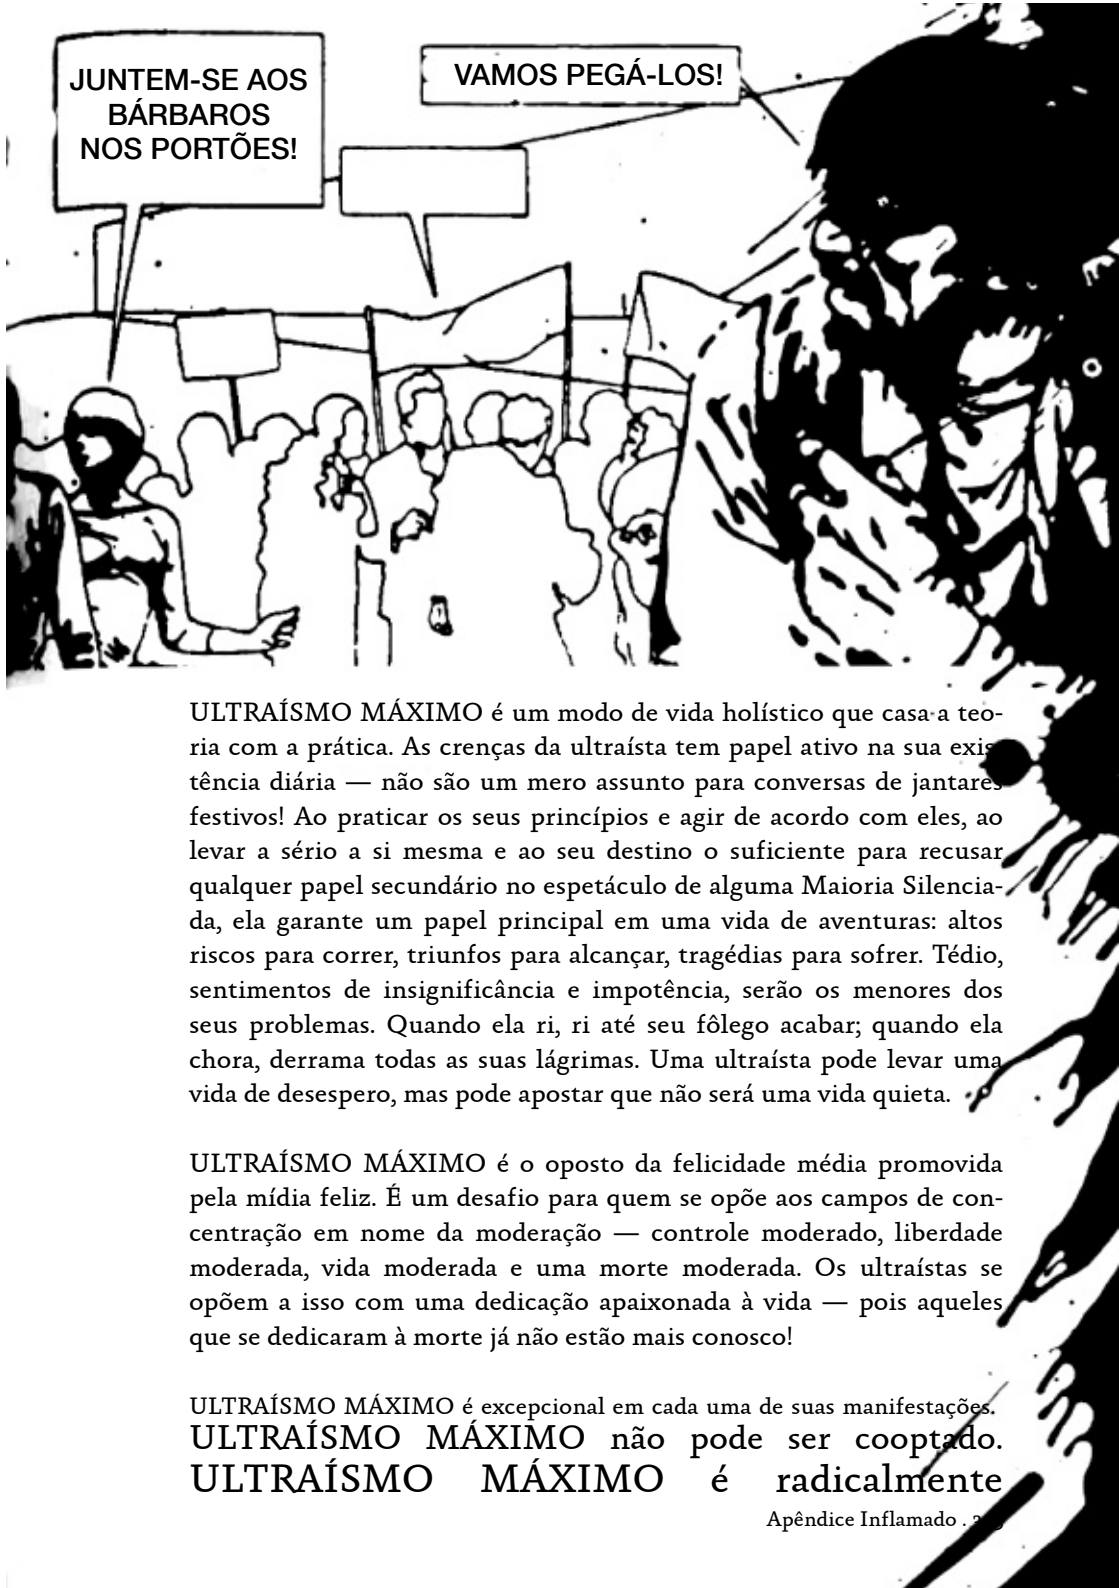 JUNTEM-SE AOS
BÁRBAROS
NOS PORTÕES!
VAMOS PEGÁ-LOS!
ULTRAÍSMO MÁXIMO é um modo de vida holístico que casa a teo-
ria com a prática. As crenças da ultraísta tem papel ativo na sua exis-
tência diária — não são um mero assunto para conversas de jantares
festivos! Ao praticar os seus princípios e agir de acordo com eles, ao
levar a sério a si mesma e ao seu destino o suficiente para recusar
qualquer papel secundário no espetáculo de alguma Maioria Silencia-
da, ela garante um papel principal em uma vida de aventuras: altos
riscos para correr, triunfos para alcançar, tragédias para sofrer. Tédio,
sentimentos de insignificância e impotência, serão os menores dos
seus problemas. Quando ela ri, ri até seu fôlego acabar; quando ela
chora, derrama todas as suas lágrimas. Uma ultraísta pode levar uma
vida de desespero, mas pode apostar que não será uma vida quieta.
ULTRAÍSMO MÁXIMO é o oposto da felicidade média promovida
pela mídia feliz. É um desafio para quem se opõe aos campos de con-
centração em nome da moderação — controle moderado, liberdade
moderada, vida moderada e uma morte moderada. Os ultraístas se
opõem a isso com uma dedicação apaixonada à vida — pois aqueles
que se dedicaram à morte já não estão mais conosco!
ULTRAÍSMO MÁXIMO é excepcional em cada uma de suas manifestações.
ULTRAÍSMO MÁXIMO não pode ser cooptado.
ULTRAÍSMO MÁXIMO é radicalmente
Apêndice Inflamado .